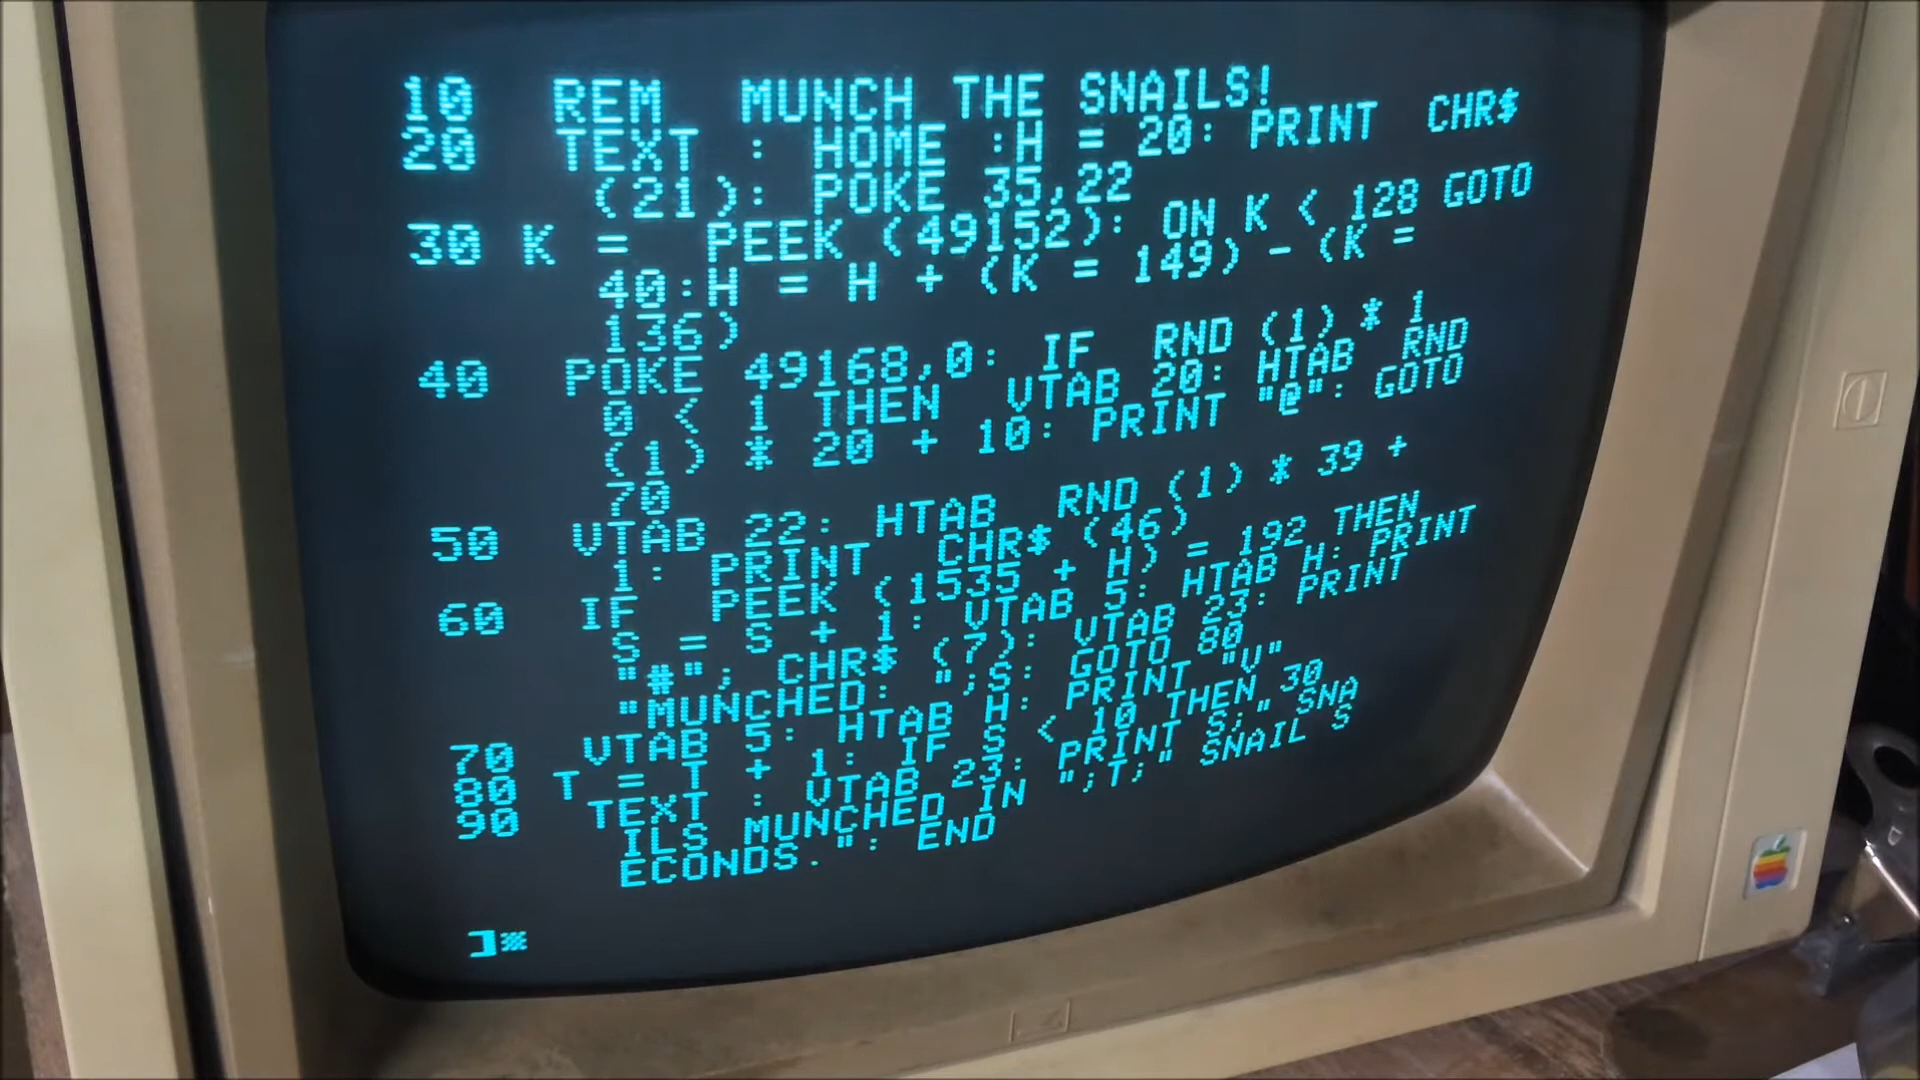 10  REM  MUNCH THE SNAILS!
20  TEXT : HOME :H = 20: PRINT  CHR$
(21): POKE 35,22
30 K =  PEEK (49152): ON K < 128 GOTO
40:H = H + (K = 149) - (K =
136)
40  POKE 49168,0: IF  RND (1) * 1
0 < 1 THEN  VTAB 20: HTAB  RND
(1) * 20 + 10: PRINT "@": GOTO
70
50  VTAB 22: HTAB  RND (1) * 39 +
1: PRINT  CHR$ (46)
60  IF  PEEK (1535 + H) = 192 THEN
S = S + 1: VTAB 5: HTAB H: PRINT
"#"; CHR$ (7): VTAB 23: PRINT
"MUNCHED: ";S: GOTO 80
70  VTAB 5: HTAB H: PRINT "V"
80 T = T + 1: IF S < 10 THEN 30
90  TEXT : VTAB 23: PRINT S;" SNA
ILS MUNCHED IN ";T;" SNAIL S
ECONDS.": END
]